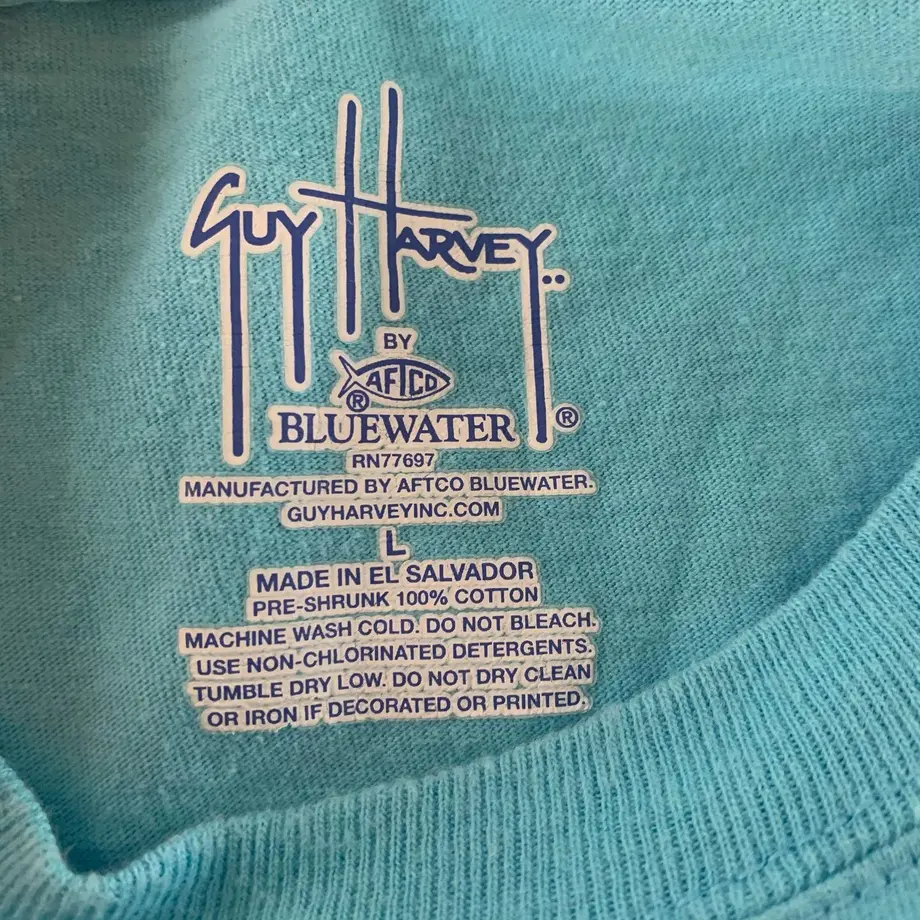 GUY HARVEY
BY
AFTCO ®
BLUEWATER ®
RN77697
MANUFACTURED BY AFTCO BLUEWATER.
GUYHARVEYINC.COM
L
MADE IN EL SALVADOR
PRE-SHRUNK 100% COTTON
MACHINE WASH COLD. DO NOT BLEACH.
USE NON-CHLORINATED DETERGENTS.
TUMBLE DRY LOW. DO NOT DRY CLEAN
OR IRON IF DECORATED OR PRINTED.